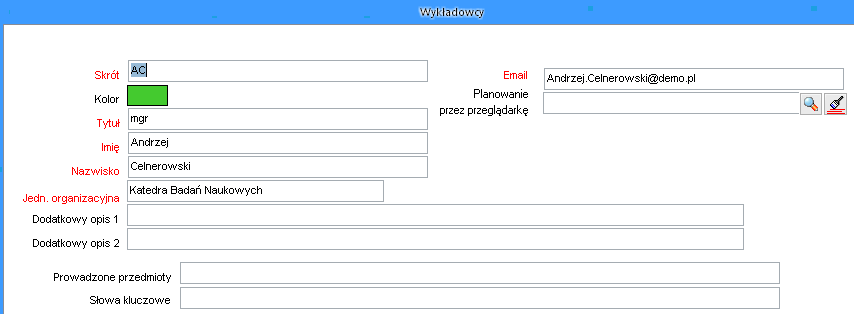 Wykładowcy
Skrót AC
Email Andrzej.Celnerowski@demo.pl
Kolor
Planowanie
przez przeglądarkę
Tytuł mgr
Imię Andrzej
Nazwisko Celnerowski
Jedn. organizacyjna Katedra Badań Naukowych
Dodatkowy opis 1
Dodatkowy opis 2
Prowadzone przedmioty
Słowa kluczowe